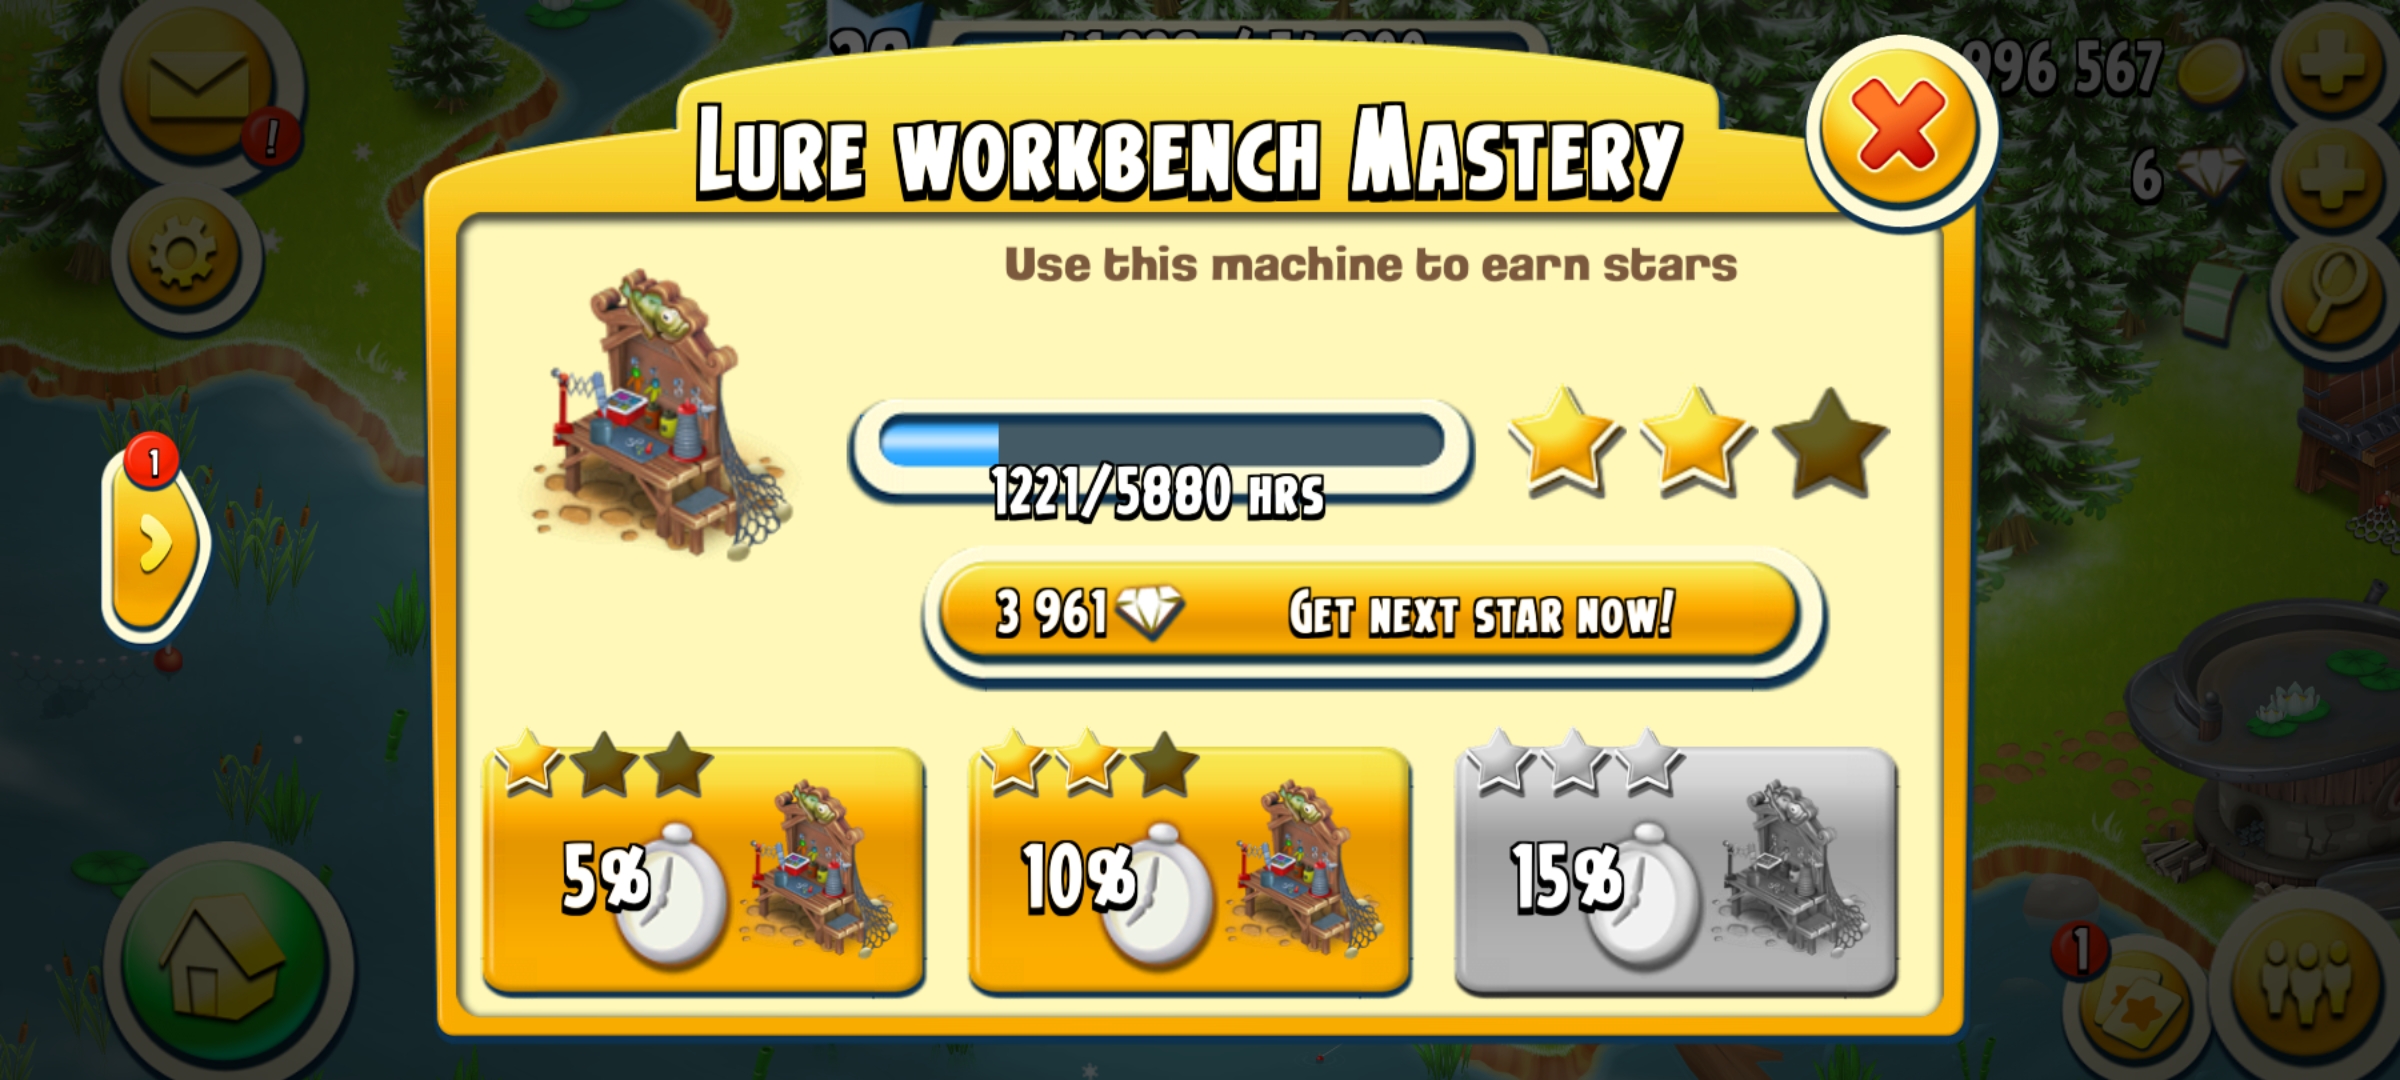 996 567
LURE WORKBENCH MASTERY
!
6
Use this machine to earn stars
1
1221/5880 HRS
3 961 GET NEXT STAR NOW!
5% 10% 15%
1